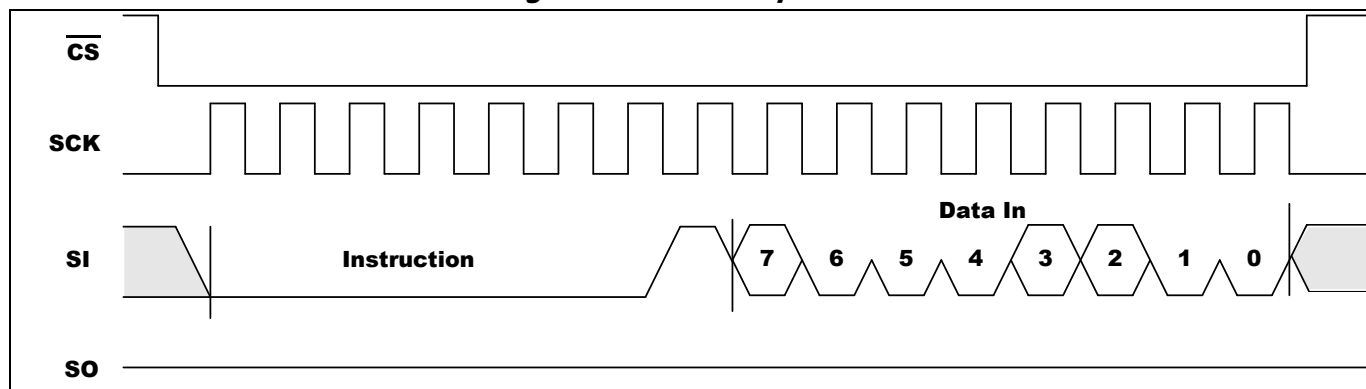 CS
SCK
Data In
SI Instruction 7 6 5 4 3 2 1 0
SO